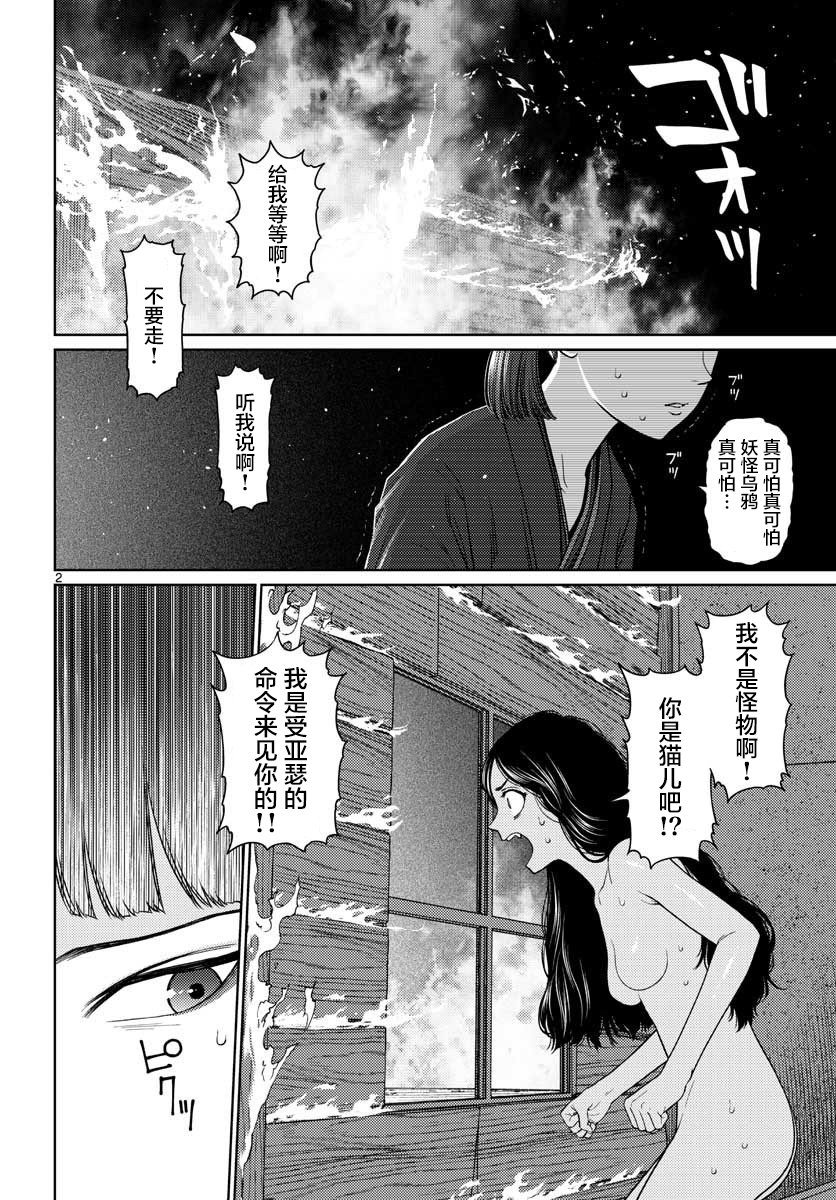 ゴオッ
给我等等啊！
不要走！
听我说啊！
ブツ
ブツ
真可怕真可怕
妖怪乌鸦
真可怕…
2
我不是怪物啊！
你是猫儿吧！？
我是受亚瑟的
命令来见你的！！
ピクッ